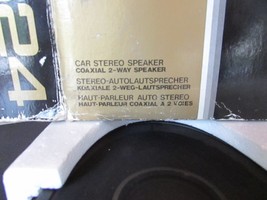 24
CAR STEREO SPEAKER
COAXIAL 2-WAY SPEAKER
STEREO-AUTOLAUTSPRECHER
KOAXIALE 2-WEG-LAUTSPRECHER
HAUT-PARLEUR AUTO STEREO
HAUT-PARLEUR COAXIAL A 2 VOIES